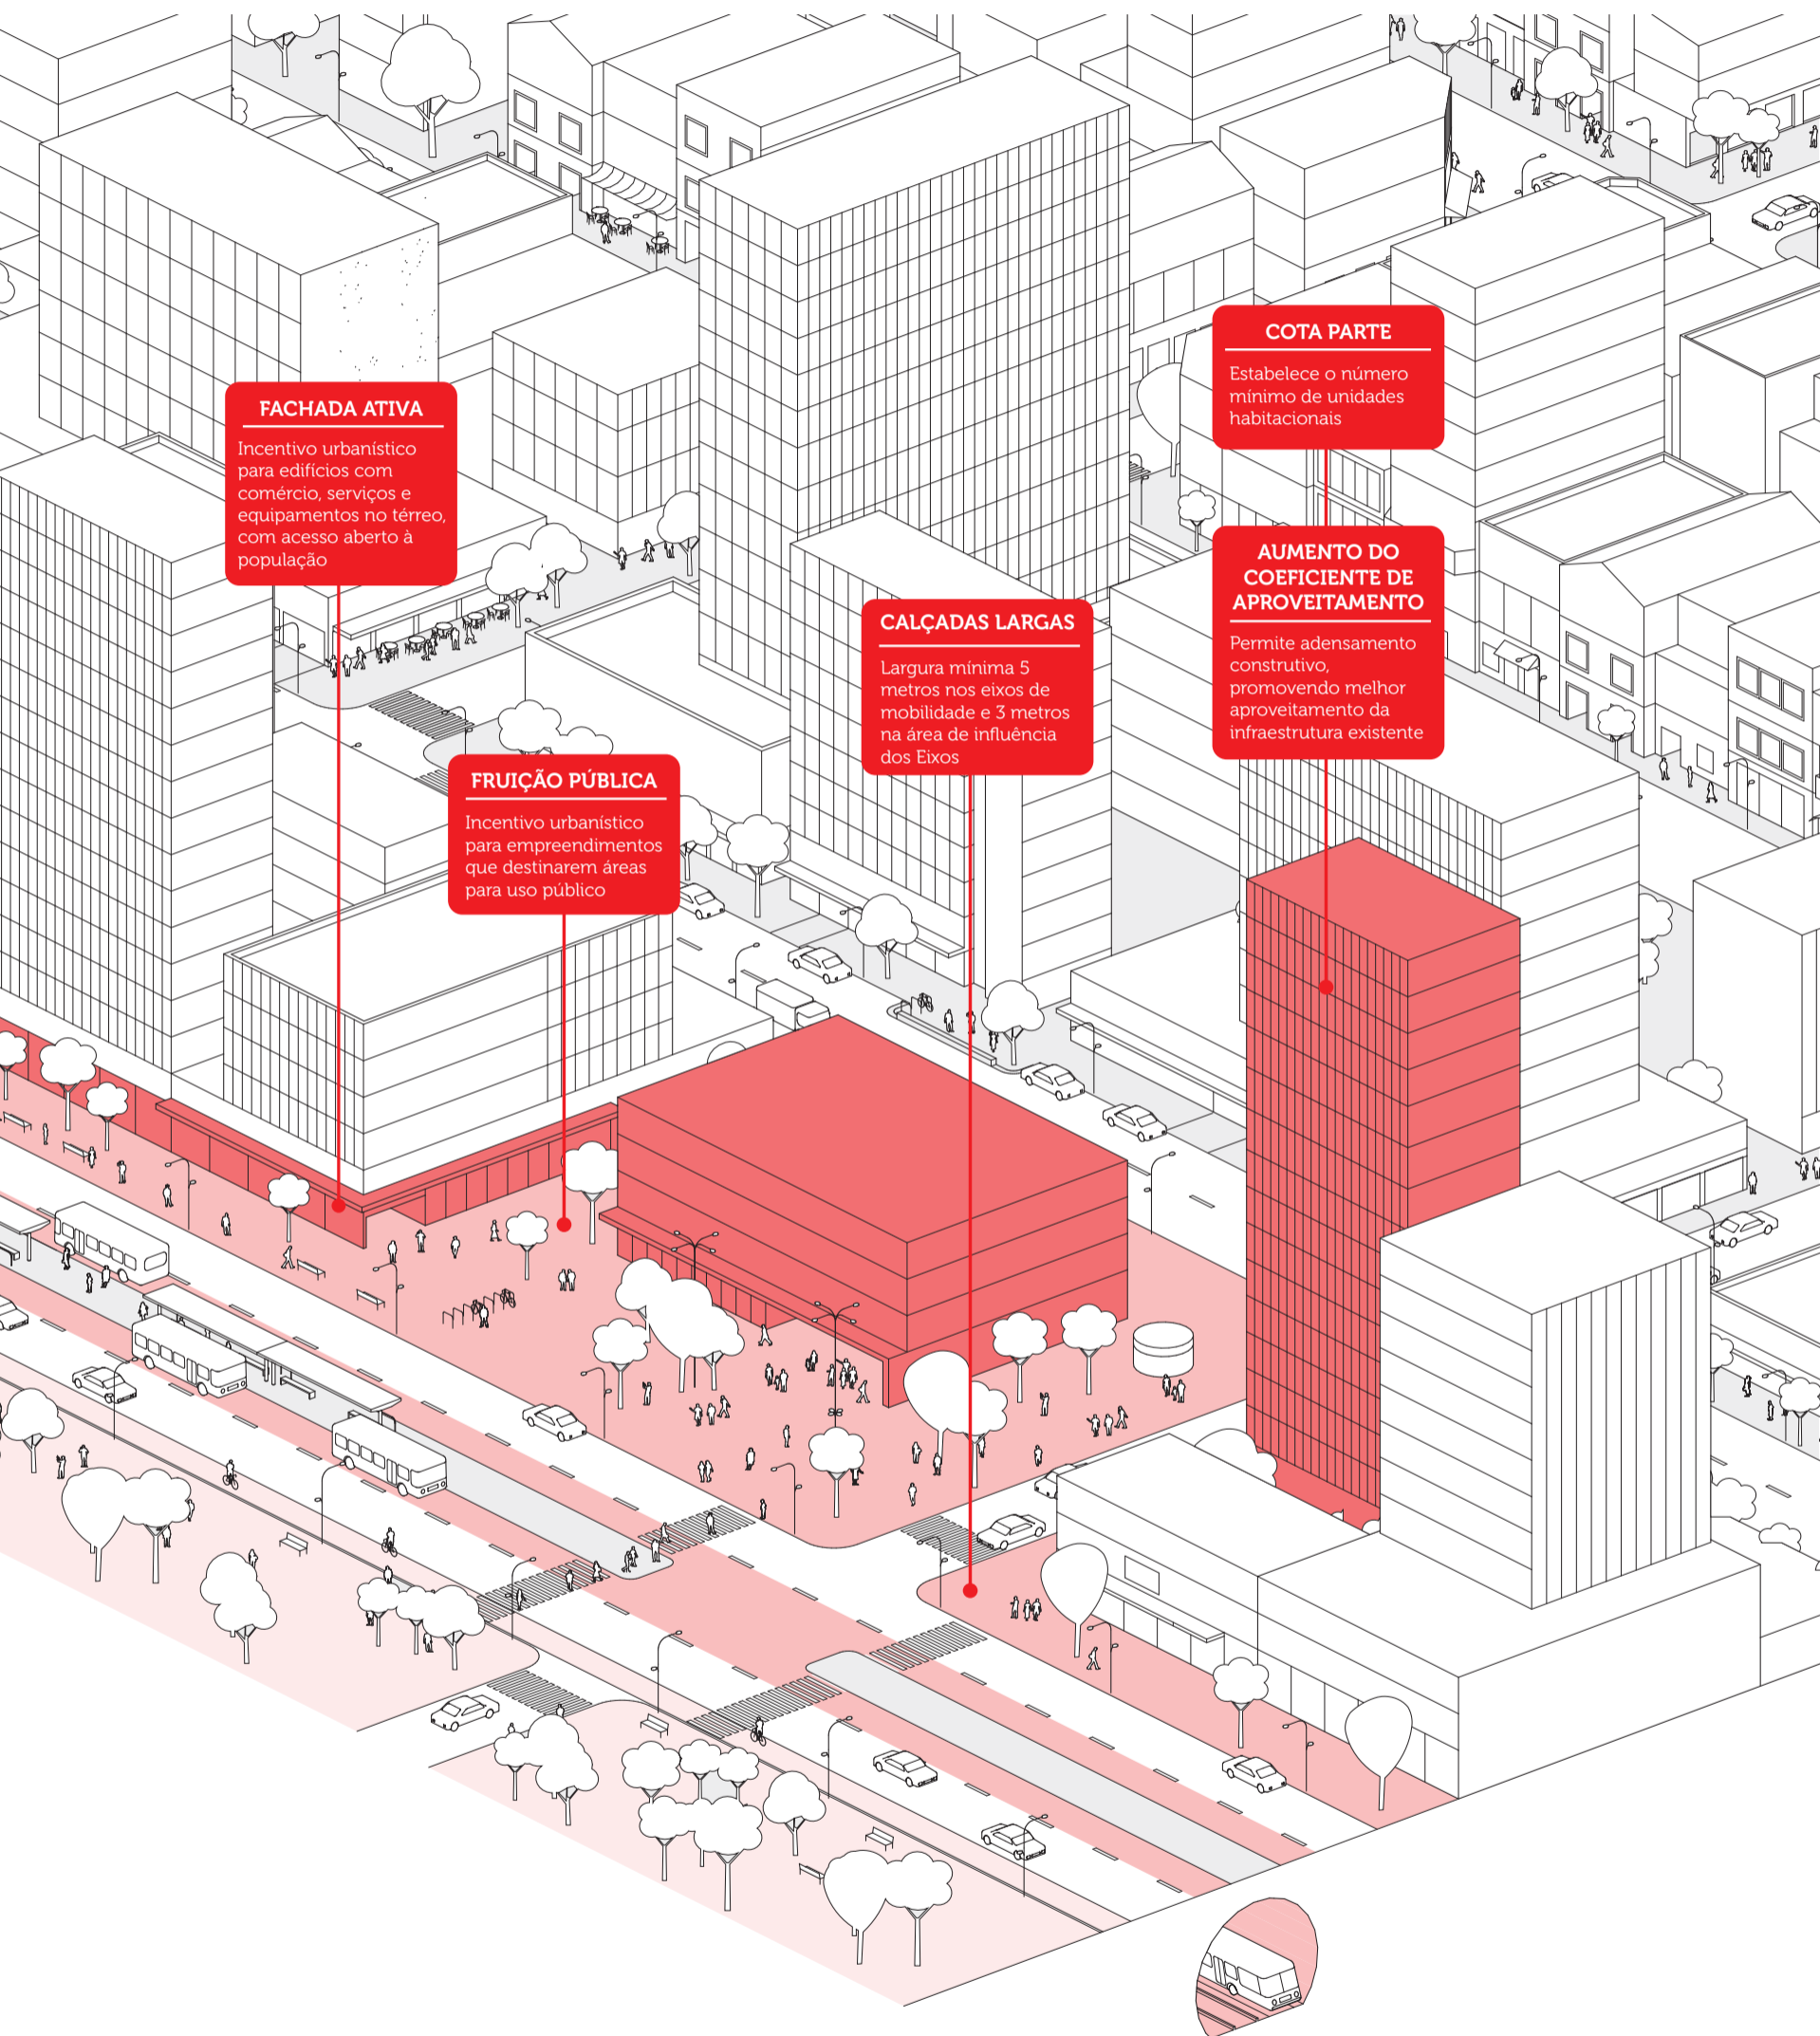 COTA PARTE
Estabelece o número
mínimo de unidades
habitacionais
FACHADA ATIVA
Incentivo urbanístico
para edifícios com
comércio, serviços e
equipamentos no térreo,
com acesso aberto à
população
AUMENTO DO
COEFICIENTE DE
APROVEITAMENTO
Permite adensamento
construtivo,
promovendo melhor
aproveitamento da
infraestrutura existente
CALÇADAS LARGAS
Largura mínima 5
metros nos eixos de
mobilidade e 3 metros
na área de influência
dos Eixos
FRUIÇÃO PÚBLICA
Incentivo urbanístico
para empreendimentos
que destinarem áreas
para uso público